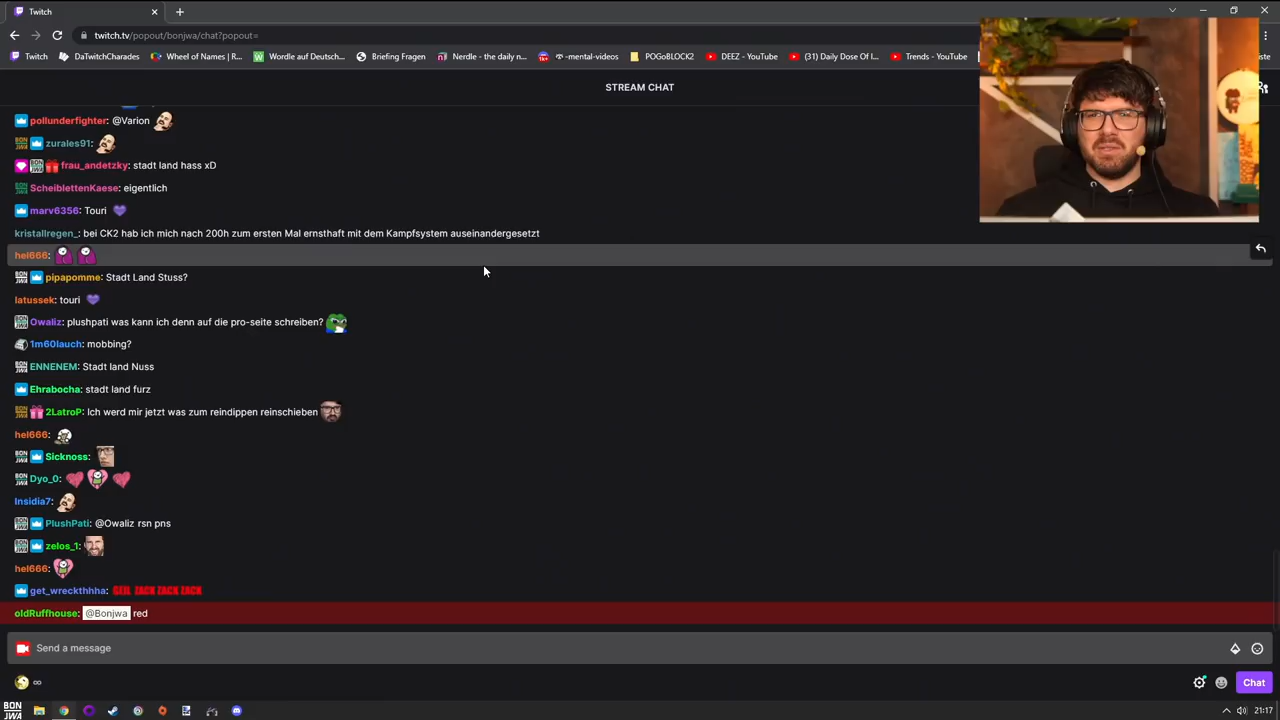 Twitch
twitch.tv/popout/bonjwa/chat?popout=
Twitch
DaTwitchCharades
Wheel of Names | R...
Wordle auf Deutsch...
Briefing Fragen
Nerdle - the daily n...
-mental-videos
POGoBLOCK2
DEEZ - YouTube
(31) Daily Dose Of I...
Trends - YouTube
STREAM CHAT
pollunderfighter: @Varion
zurales91:
frau_andetzky: stadt land hass xD
ScheiblettenKaese: eigentlich
marv6356: Touri
kristallregen_: bei CK2 hab ich mich nach 200h zum ersten Mal ernsthaft mit dem Kampfsystem auseinandergesetzt
hel666:
pipapomme: Stadt Land Stuss?
latussek: touri
Owaliz: plushpati was kann ich denn auf die pro-seite schreiben?
1m60lauch: mobbing?
ENNENEM: Stadt land Nuss
Ehrabocha: stadt land furz
2LatroP: Ich werd mir jetzt was zum reindippen reinschieben
hel666:
Sicknoss:
Dyo_0:
Insidia7:
PlushPati: @Owaliz rsn pns
zelos_1:
hel666:
get_wreckthhha: GEIL ZACK ZACK ZACK
oldRuffhouse: @Bonjwa red
Send a message
∞
Chat
BON
JWA
21:17